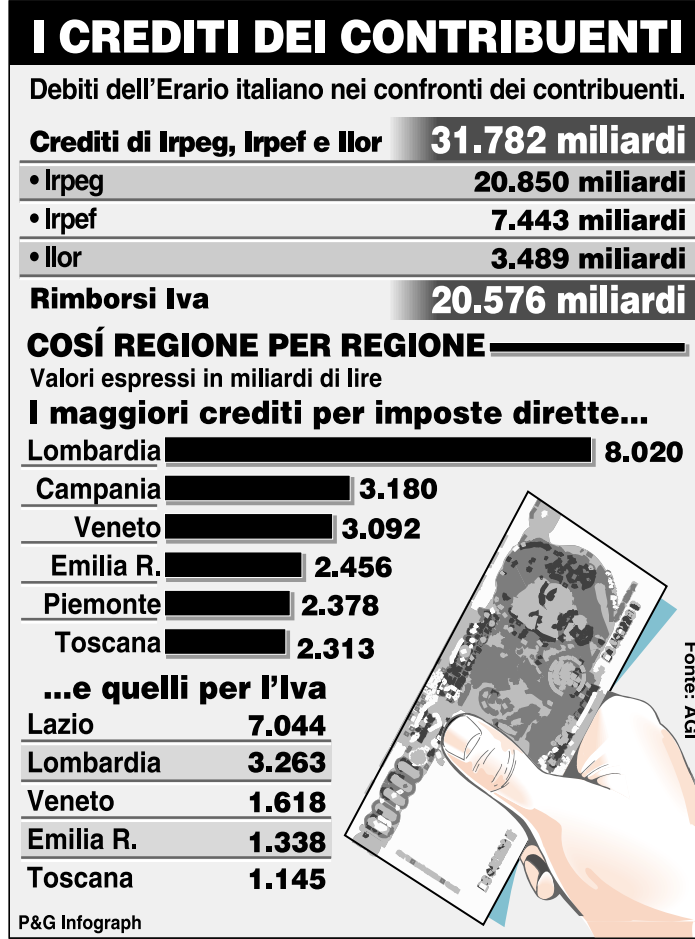 I CREDITI DEI CONTRIBUENTI
Debiti dell'Erario italiano nei confronti dei contribuenti.
Crediti di Irpeg, Irpef e Ilor 31.782 miliardi
• Irpeg 20.850 miliardi
• Irpef 7.443 miliardi
• Ilor 3.489 miliardi
Rimborsi Iva 20.576 miliardi
COSÍ REGIONE PER REGIONE
Valori espressi in miliardi di lire
I maggiori crediti per imposte dirette...
Lombardia 8.020
Campania 3.180
Veneto 3.092
Emilia R. 2.456
Piemonte 2.378
Toscana 2.313
...e quelli per l'Iva
Lazio 7.044
Lombardia 3.263
Veneto 1.618
Emilia R. 1.338
Toscana 1.145
Fonte: AGI
P&G Infograph